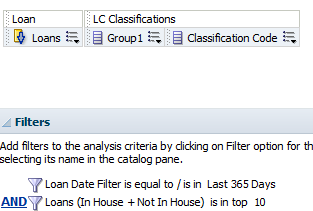 Loan
LC Classifications
Loans
Group1
Classification Code
Filters
Add filters to the analysis criteria by clicking on Filter option for th
selecting its name in the catalog pane.
Loan Date Filter is equal to / is in Last 365 Days
AND Loans (In House + Not In House) is in top 10